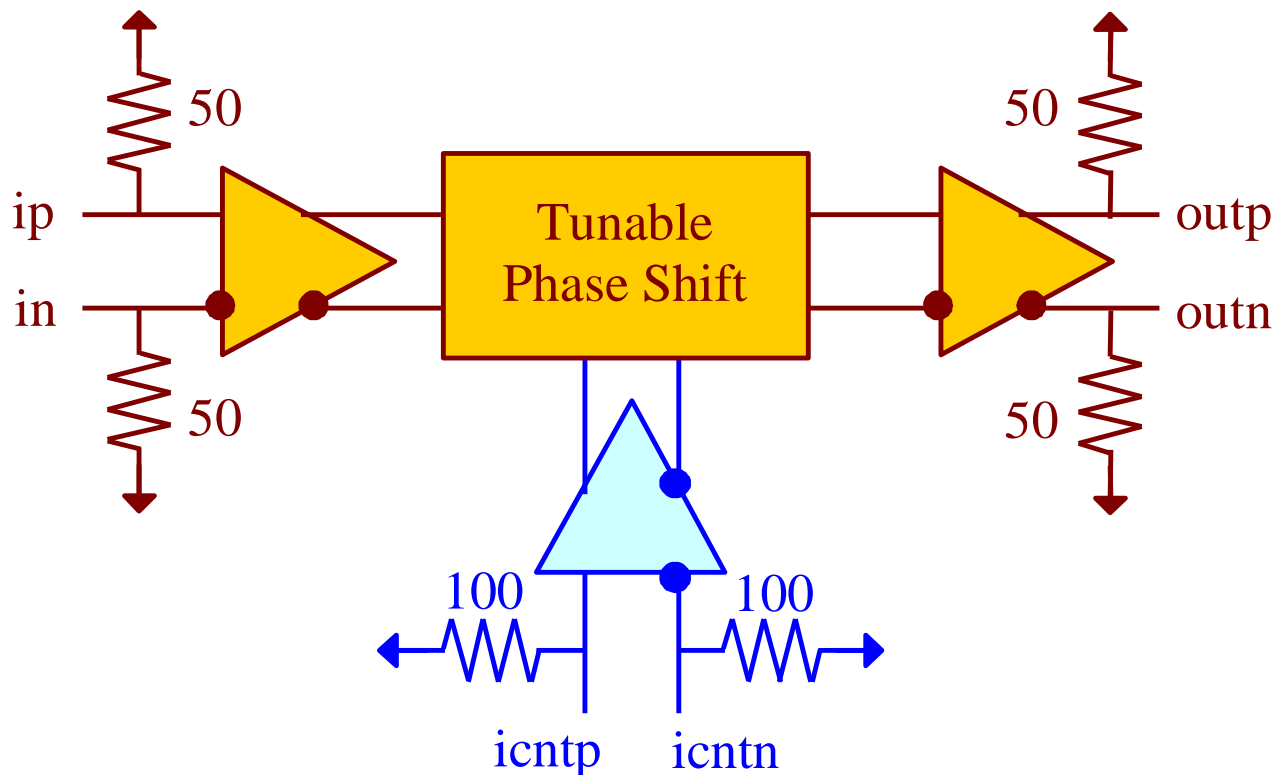 50
50
ip
outp
Tunable
Phase Shift
in
outn
50
50
100
100
icntp
icntn